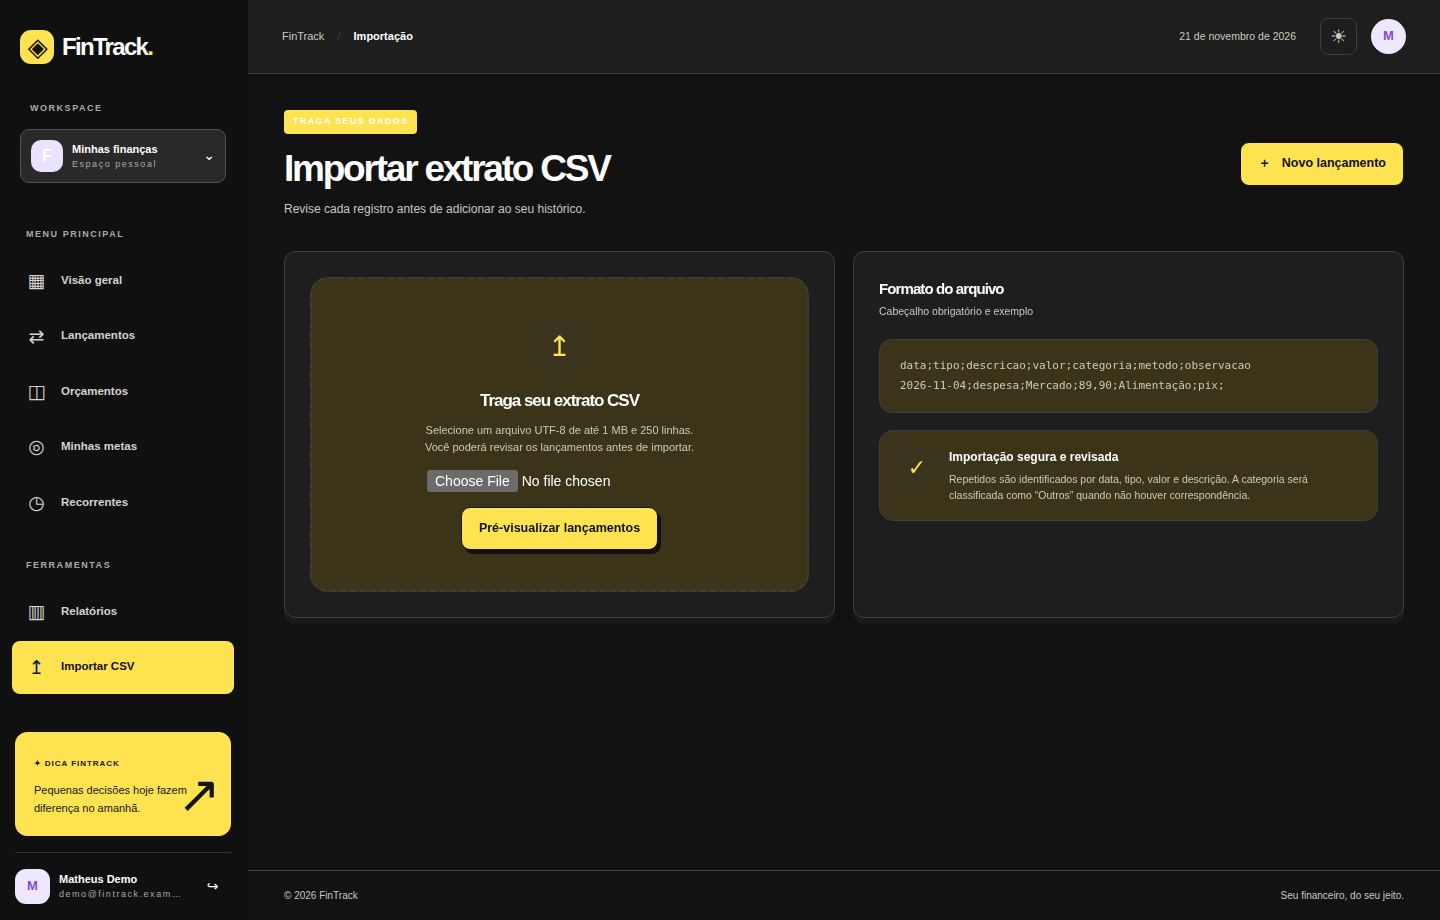 FinTrack.
WORKSPACE
F
Minhas finanças
Espaço pessoal
MENU PRINCIPAL
Visão geral
Lançamentos
Orçamentos
Minhas metas
Recorrentes
FERRAMENTAS
Relatórios
Importar CSV
✦ DICA FINTRACK
Pequenas decisões hoje fazem
diferença no amanhã.
M
Matheus Demo
demo@fintrack.exam…
FinTrack / Importação
21 de novembro de 2026
M
TRAGA SEUS DADOS
Importar extrato CSV
Revise cada registro antes de adicionar ao seu histórico.
+ Novo lançamento
Traga seu extrato CSV
Selecione um arquivo UTF-8 de até 1 MB e 250 linhas.
Você poderá revisar os lançamentos antes de importar.
Choose File No file chosen
Pré-visualizar lançamentos
Formato do arquivo
Cabeçalho obrigatório e exemplo
data;tipo;descricao;valor;categoria;metodo;observacao
2026-11-04;despesa;Mercado;89,90;Alimentação;pix;
Importação segura e revisada
Repetidos são identificados por data, tipo, valor e descrição. A categoria será
classificada como “Outros” quando não houver correspondência.
© 2026 FinTrack
Seu financeiro, do seu jeito.